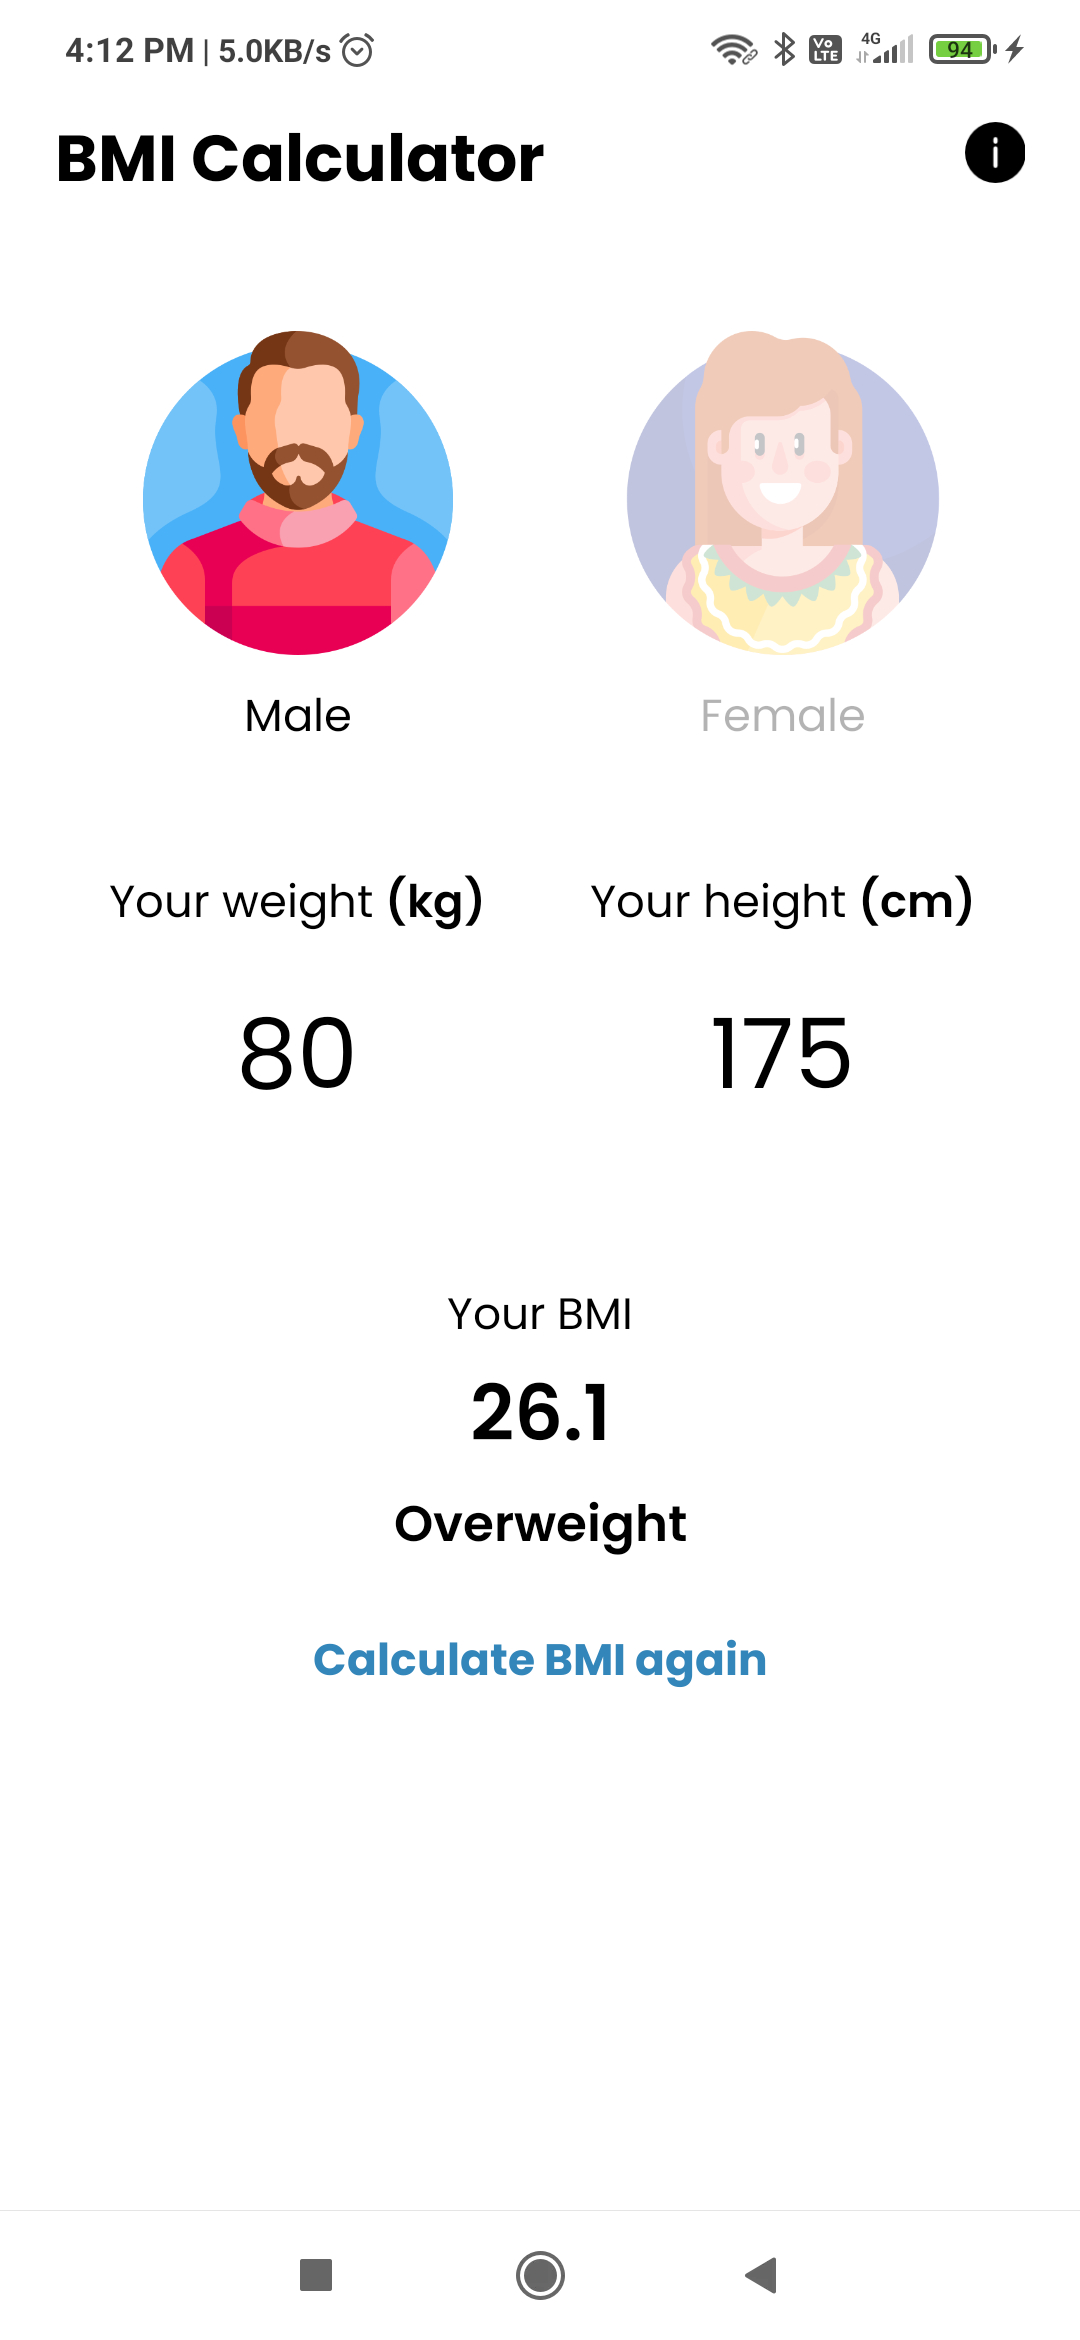 4:12 PM | 5.0KB/s
Vo LTE 4G 94
BMI Calculator
Male
Female
Your weight (kg)
Your height (cm)
80
175
Your BMI
26.1
Overweight
Calculate BMI again